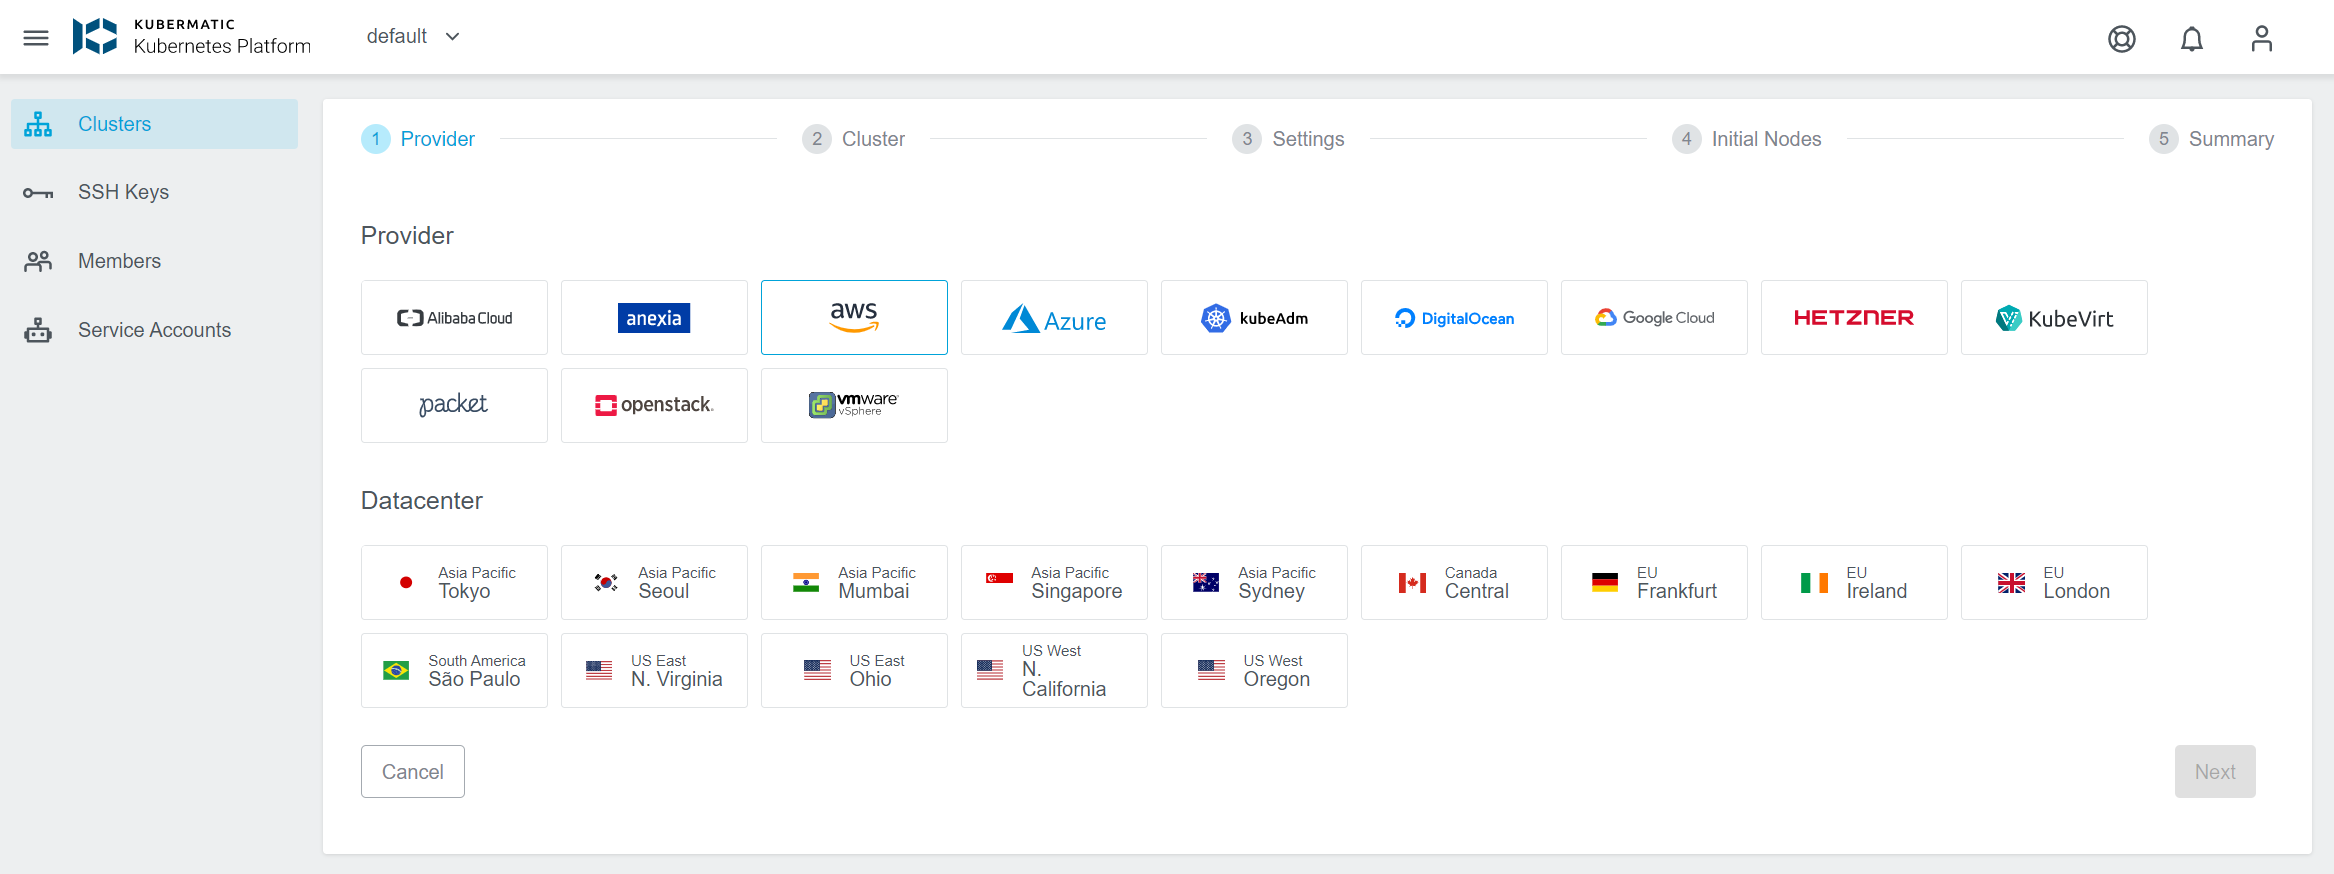 KUBERMATIC
Kubernetes Platform
default
Clusters
SSH Keys
Members
Service Accounts
1 Provider
2 Cluster
3 Settings
4 Initial Nodes
5 Summary
Provider
Alibaba Cloud
anexia
aws
Azure
kubeAdm
DigitalOcean
Google Cloud
HETZNER
KubeVirt
packet
openstack.
vmware
vSphere
Datacenter
Asia Pacific
Tokyo
Asia Pacific
Seoul
Asia Pacific
Mumbai
Asia Pacific
Singapore
Asia Pacific
Sydney
Canada
Central
EU
Frankfurt
EU
Ireland
EU
London
South America
São Paulo
US East
N. Virginia
US East
Ohio
US West
N.
California
US West
Oregon
Cancel
Next